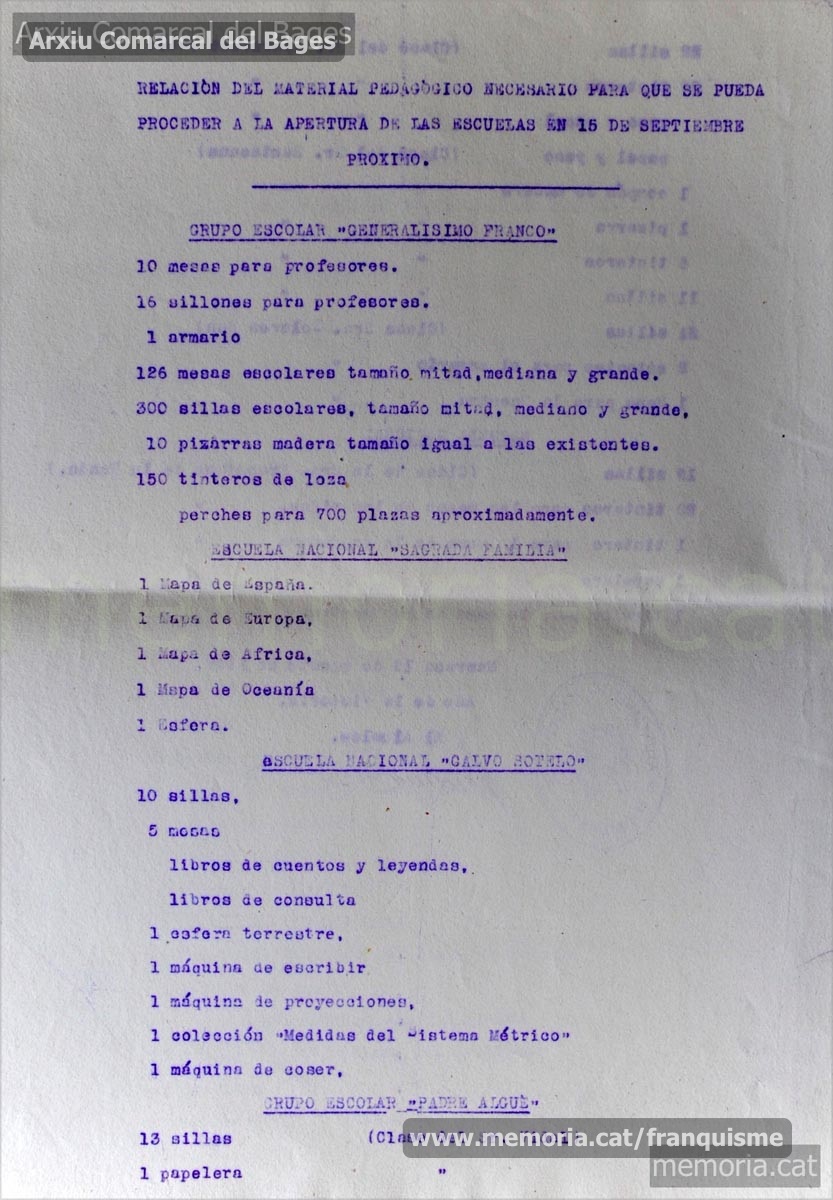 Arxiu Comarcal del Bages
Arxiu Comarcal del Bages
RELACIÒN DEL MATERIAL PEDAGÒGICO NECESARIO PARA QUE SE PUEDA
PROCEDER A LA APERTURA DE LAS ESCUELAS EN 15 DE SEPTIEMBRE
PROXIMO.
GRUPO ESCOLAR "GENERALISIMO FRANCO"
10 mesas para profesores.
16 sillones para profesores.
1 armario
126 mesas escolares tamaño mitad,mediana y grande.
300 sillas escolares, tamaño mitad, mediano y grande,
10 pizarras madera tamaño igual a las existentes.
150 tinteros de loza
perches para 700 plazas aproximadamente.
ESCUELA NACIONAL "SAGRADA FAMILIA"
1 Mapa de España.
1 Mapa de Europa,
1 Mapa de Africa,
1 Mapa de Oceanía
1 Esfera.
ESCUELA NACIONAL "CALVO SOTELO"
10 sillas,
5 mesas
libros de cuentos y leyendas,
libros de consulta
1 esfera terrestre,
1 máquina de escribir
1 máquina de proyecciones,
1 colección "Medidas del Sistema Métrico"
1 máquina de coser,
GRUPO ESCOLAR "PADRE ALGUÈ"
13 sillas (Clase del
www.memoria.cat/franquisme
1 papelera "
memoria.cat